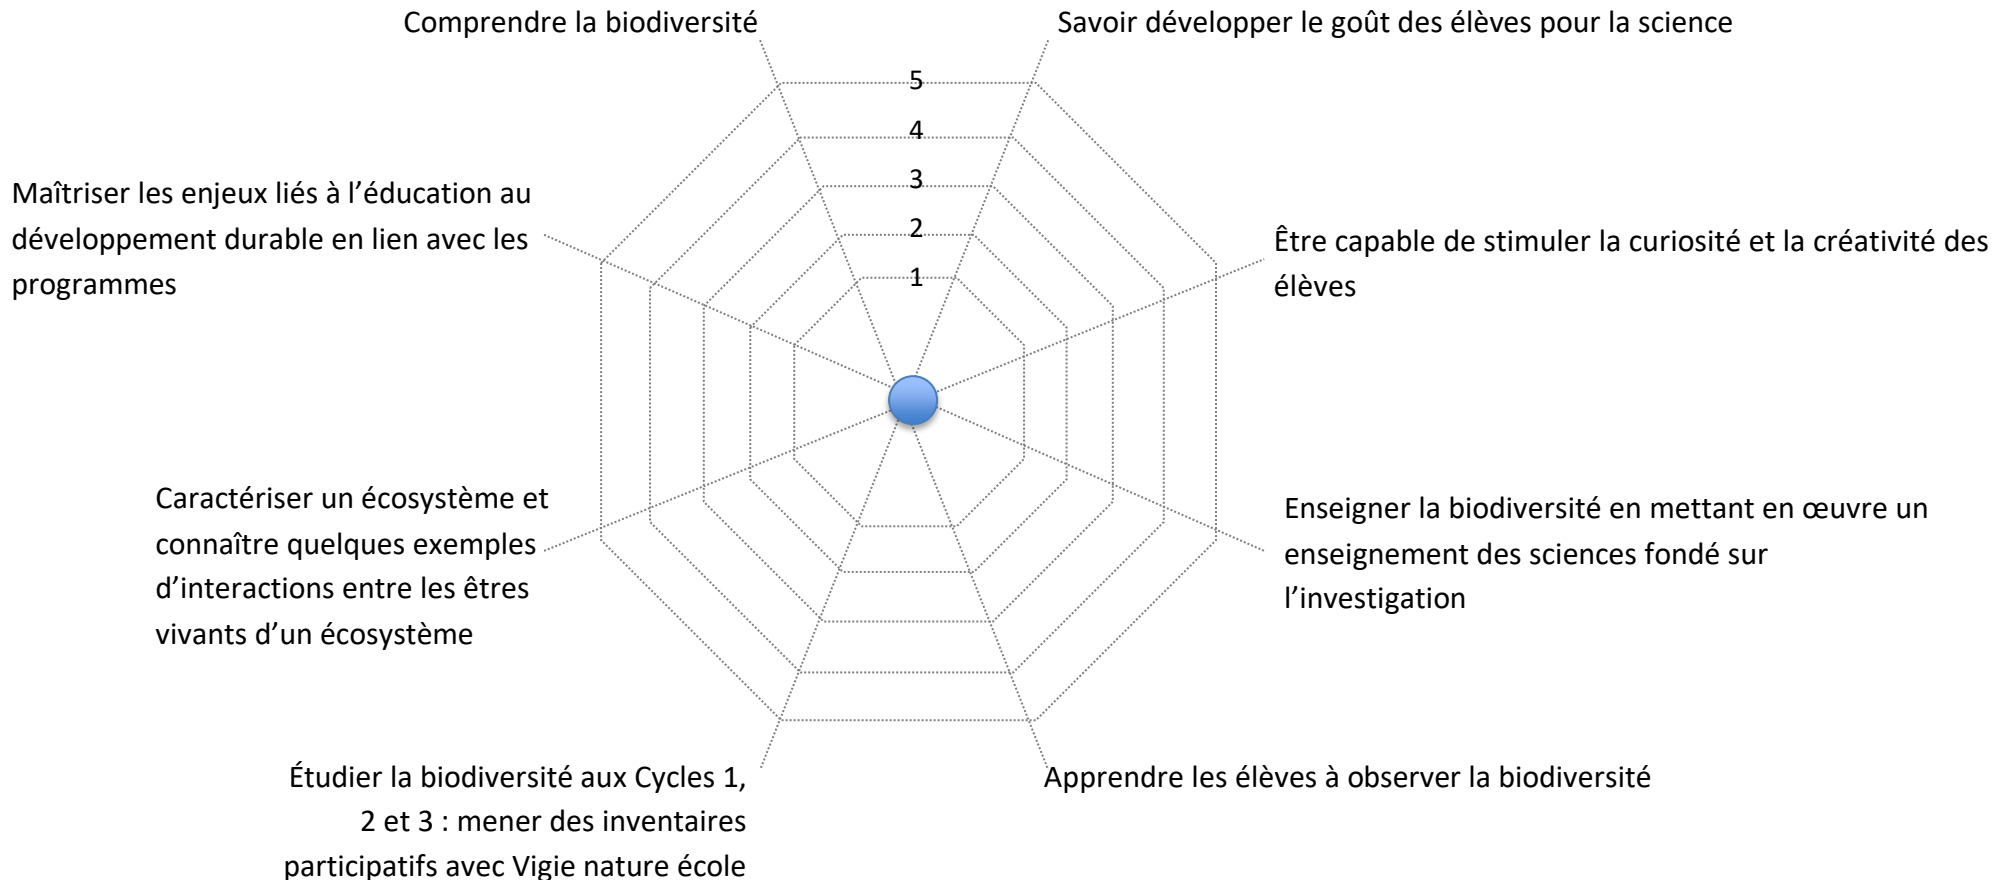 Comprendre la biodiversité
Savoir développer le goût des élèves pour la science
5
4
3
2
1
Maîtriser les enjeux liés à l’éducation au
développement durable en lien avec les
programmes
Être capable de stimuler la curiosité et la créativité des
élèves
Caractériser un écosystème et
connaître quelques exemples
d’interactions entre les êtres
vivants d’un écosystème
Enseigner la biodiversité en mettant en œuvre un
enseignement des sciences fondé sur
l’investigation
Étudier la biodiversité aux Cycles 1,
2 et 3 : mener des inventaires
participatifs avec Vigie nature école
Apprendre les élèves à observer la biodiversité